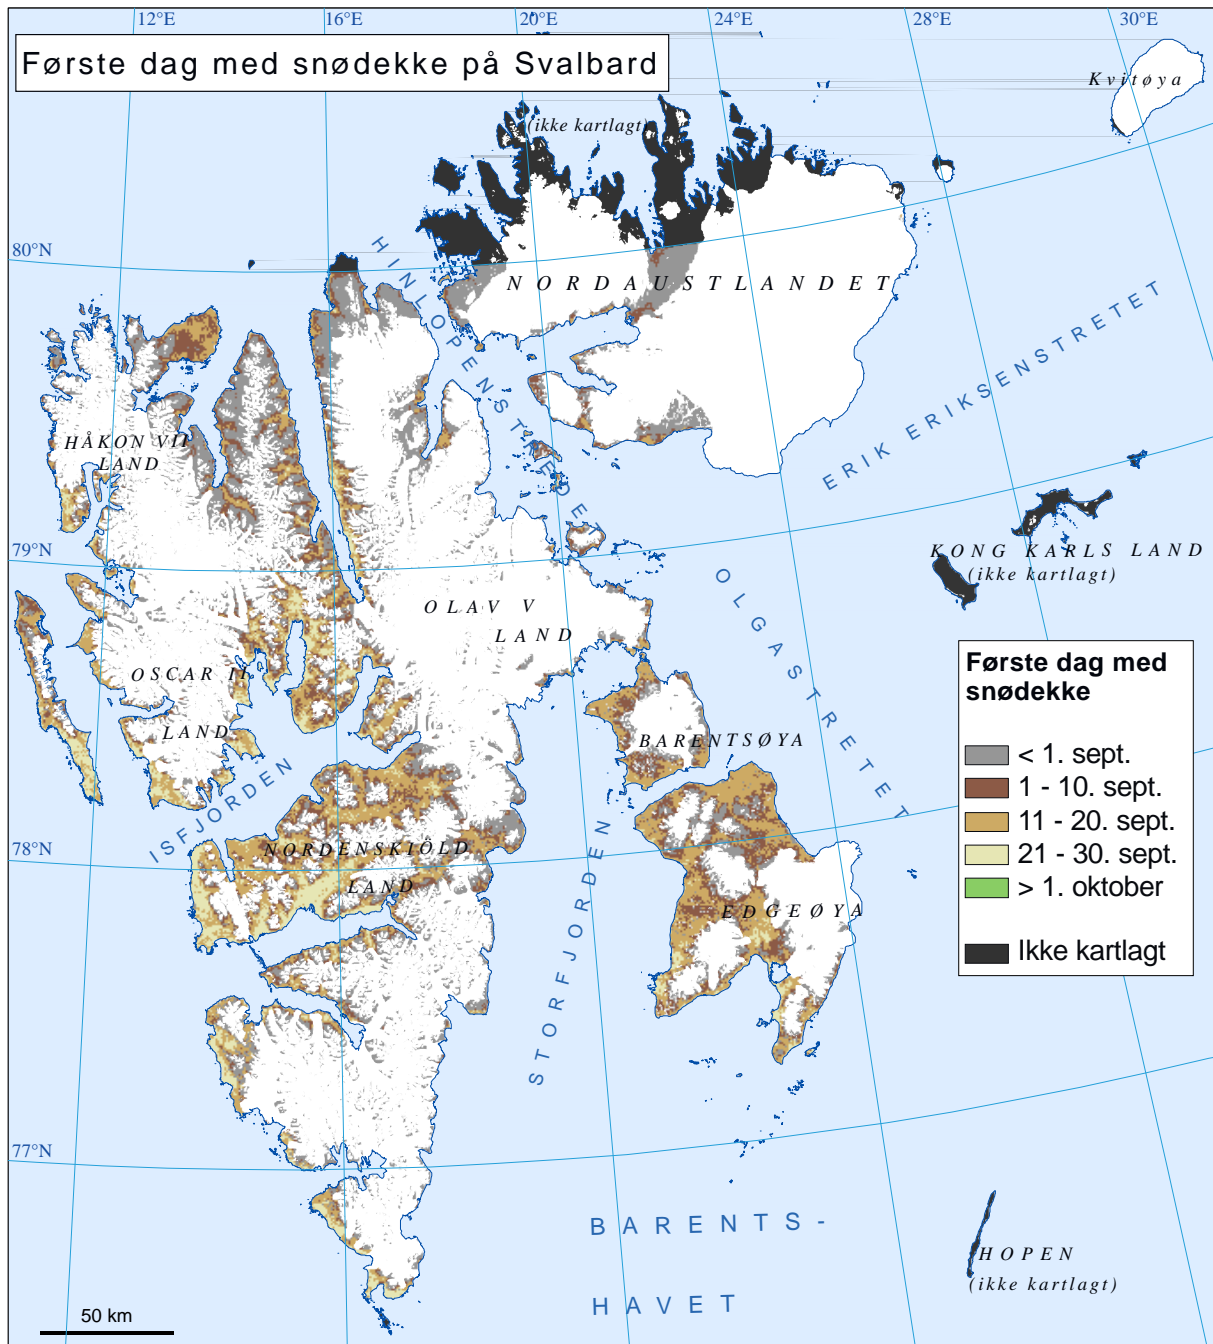 12°E
16°E
20°E
24°E
28°E
30°E
Første dag med snødekke på Svalbard
Kvitøya
(ikke kartlagt)
80°N
HINLOPENSTREDET
NORDAUSTLANDET
ERIK ERIKSENSTRETET
HÅKON VII
LAND
79°N
KONG KARLS LAND
(ikke kartlagt)
OLAV V
LAND
OLGASTRETET
OSCAR II
LAND
BARENTSØYA
ISFJORDEN
78°N
NORDENSKIÖLD
LAND
EDGEØYA
STORFJORDEN
Første dag med
snødekke
< 1. sept.
1 - 10. sept.
11 - 20. sept.
21 - 30. sept.
> 1. oktober
Ikke kartlagt
77°N
BARENTS-
HAVET
HOPEN
(ikke kartlagt)
50 km